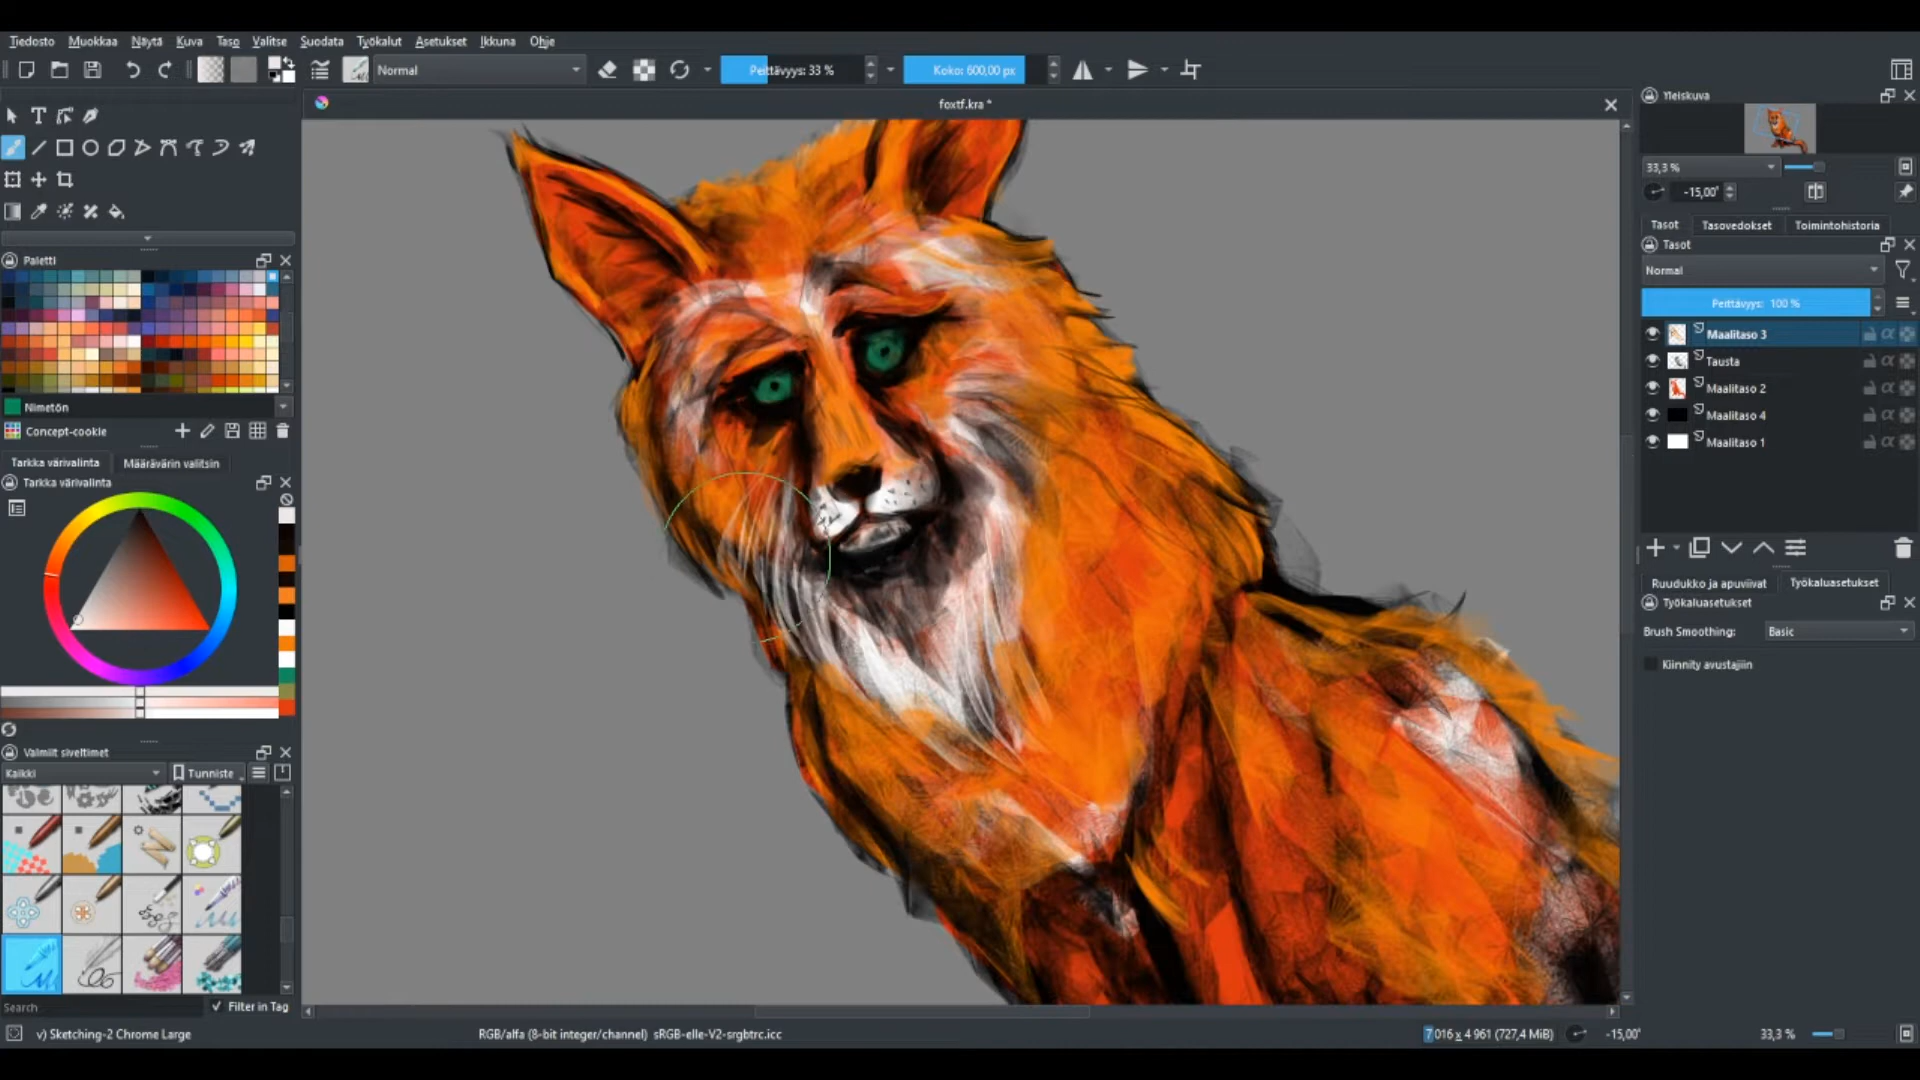 Tiedosto Muokkaa Näytä Kuva Taso Valitse Suodata Työkalut Asetukset Ikkuna Ohje
Normal
Peittävyys: 33 %
Koko: 600,00 px
foxtf.kra *
Yleiskuva
33,3 %
-15,00°
Tasot Tasovedokset Toimintohistoria
Tasot
Normal
Peittävyys: 100 %
Maalitaso 3
Tausta
Maalitaso 2
Maalitaso 4
Maalitaso 1
Ruudukko ja apuviivat Työkaluasetukset
Työkaluasetukset
Brush Smoothing: Basic
Kiinnity avustajiin
Paletti
Nimetön
Concept-cookie
Tarkka värivalinta Määrävärin valitsin
Tarkka värivalinta
Valmiit siveltimet
Kaikki Tunniste
Search
Filter in Tag
v) Sketching-2 Chrome Large
RGB/alfa (8-bit integer/channel) sRGB-elle-V2-srgbtrc.icc
7 016 x 4 961 (727,4 MiB)
-15,00°
33,3 %